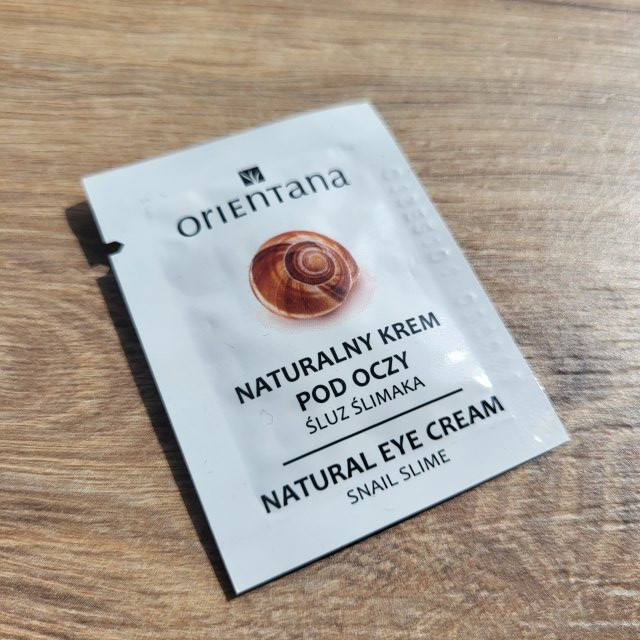 ORIENTANA
NATURALNY KREM
POD OCZY
ŚLUZ ŚLIMAKA
NATURAL EYE CREAM
SNAIL SLIME